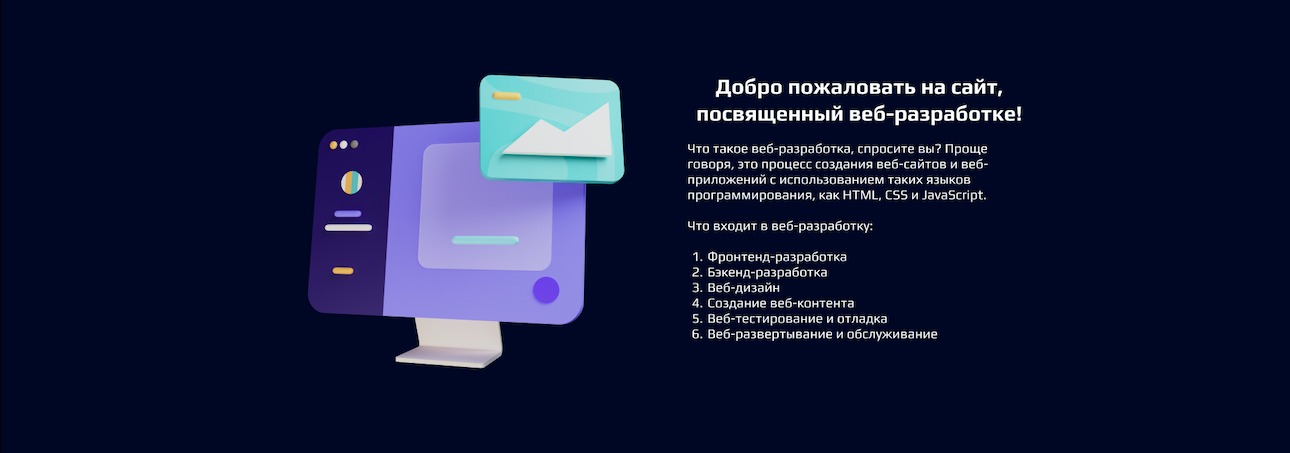 Добро пожаловать на сайт,
посвященный веб-разработке!
Что такое веб-разработка, спросите вы? Проще
говоря, это процесс создания веб-сайтов и веб-
приложений с использованием таких языков
программирования, как HTML, CSS и JavaScript.
Что входит в веб-разработку:
1. Фронтенд-разработка
2. Бэкенд-разработка
3. Веб-дизайн
4. Создание веб-контента
5. Веб-тестирование и отладка
6. Веб-развертывание и обслуживание